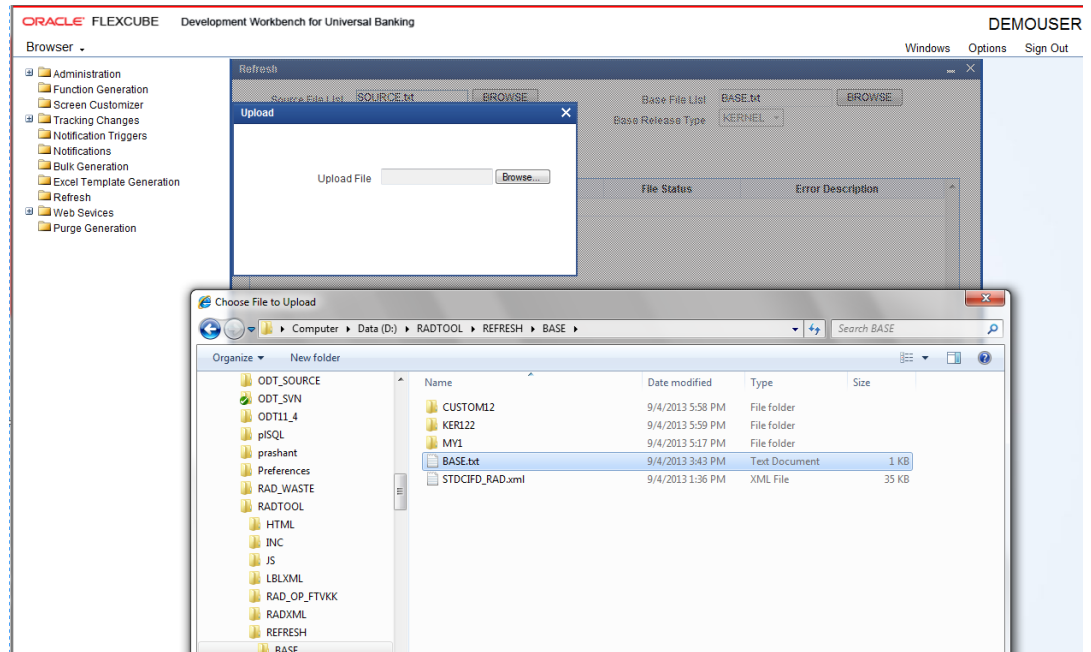 ORACLE FLEXCUBE Development Workbench for Universal Banking
DEMOUSER
Browser
Windows Options Sign Out
Administration
Function Generation
Screen Customizer
Tracking Changes
Notification Triggers
Notifications
Bulk Generation
Excel Template Generation
Refresh
Web Sevices
Purge Generation
Refresh
Source File List SOURCE.txt BROWSE Base File List BASE.txt BROWSE
Base Release Type KERNEL
File Status Error Description
Upload
Upload File Browse...
Choose File to Upload
Computer Data (D:) RADTOOL REFRESH BASE Search BASE
Organize New folder
ODT_SOURCE
ODT_SVN
ODT11_4
plSQL
prashant
Preferences
RAD_WASTE
RADTOOL
HTML
INC
JS
LBLXML
RAD_OP_FTVKK
RADXML
REFRESH
BASE
Name Date modified Type Size
CUSTOM12 9/4/2013 5:58 PM File folder
KER122 9/4/2013 5:59 PM File folder
MY1 9/4/2013 5:17 PM File folder
BASE.txt 9/4/2013 3:43 PM Text Document 1 KB
STDCIFD_RAD.xml 9/4/2013 1:36 PM XML File 35 KB